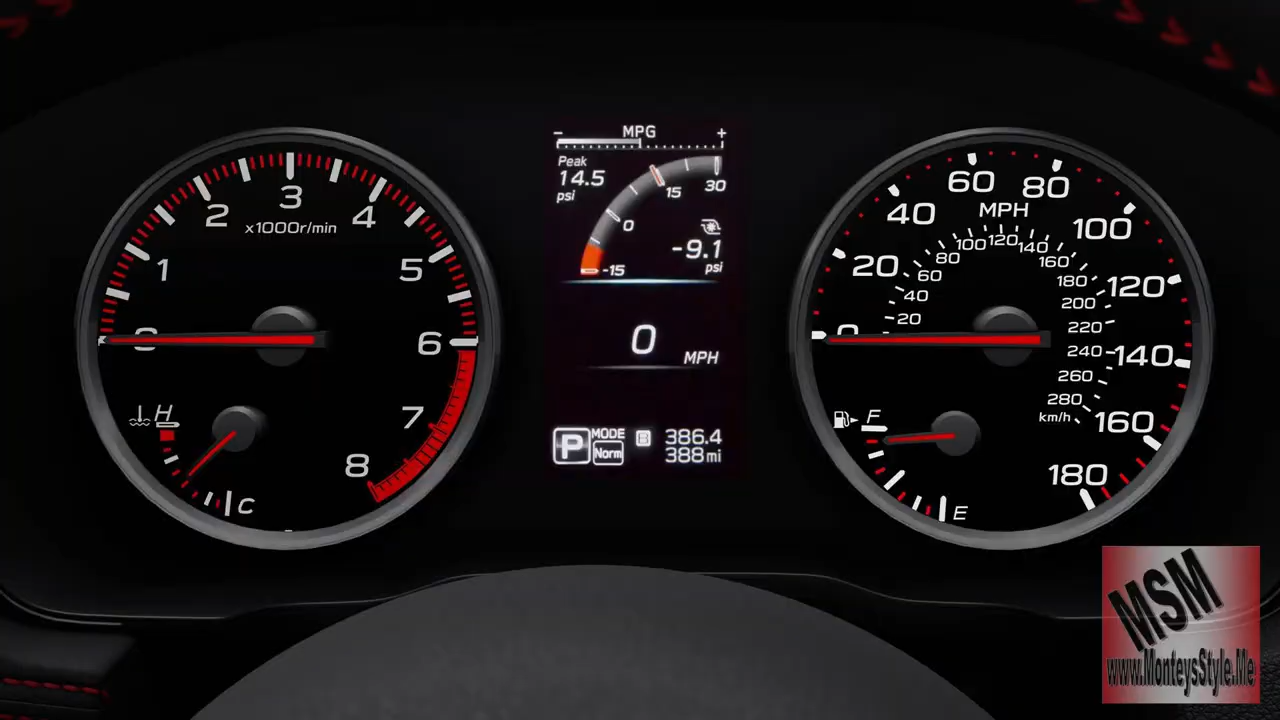 - MPG +
Peak
14.5
psi
30
15
0
-15
-9.1
psi
0
MPH
P
MODE
Norm
B
386.4
388mi
0
1
2
3
4
5
6
7
8
x1000r/min
H
C
0
20
40
60
80
100
120
140
160
180
MPH
20
40
60
80
100
120
140
160
180
200
220
240
260
280
km/h
F
E
MSM
www.MonteysStyle.Me